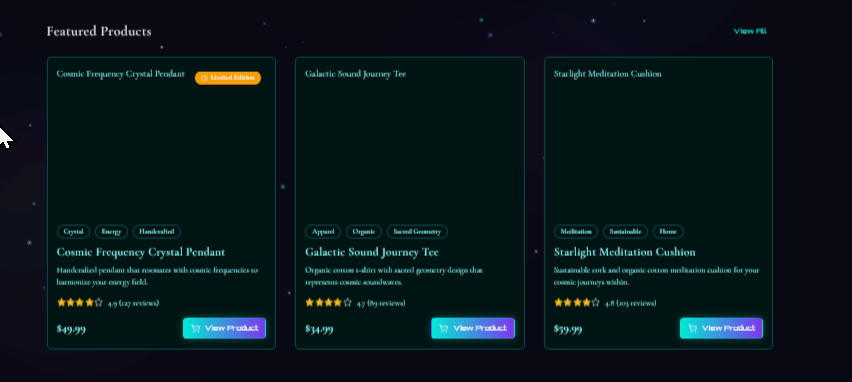 Featured Products
View All
Cosmic Frequency Crystal Pendant
Limited Edition
Crystal
Energy
Handcrafted
Cosmic Frequency Crystal Pendant
Handcrafted pendant that resonates with cosmic frequencies to
harmonize your energy field.
4.9 (127 reviews)
$49.99
View Product
Galactic Sound Journey Tee
Apparel
Organic
Sacred Geometry
Galactic Sound Journey Tee
Organic cotton t-shirt with sacred geometry design that
represents cosmic soundwaves.
4.7 (89 reviews)
$34.99
View Product
Starlight Meditation Cushion
Meditation
Sustainable
Home
Starlight Meditation Cushion
Sustainable cork and organic cotton meditation cushion for your
cosmic journeys within.
4.8 (103 reviews)
$59.99
View Product